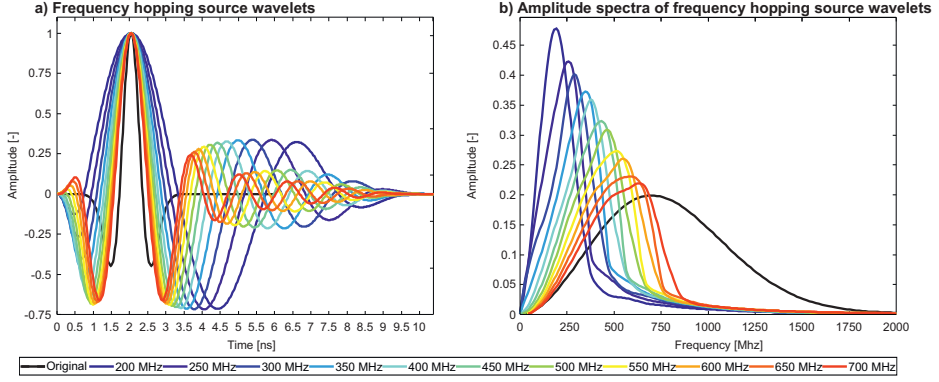 a) Frequency hopping source wavelets
b) Amplitude spectra of frequency hopping source wavelets
Amplitude [-]
1
0.75
0.5
0.25
0
-0.25
-0.5
-0.75
0 0.5 1 1.5 2 2.5 3 3.5 4 4.5 5 5.5 6 6.5 7 7.5 8 8.5 9 9.5 10
Time [ns]
Amplitude [-]
0.45
0.4
0.35
0.3
0.25
0.2
0.15
0.1
0.05
0
0 250 500 750 1000 1250 1500 1750 2000
Frequency [Mhz]
Original 200 MHz 250 MHz 300 MHz 350 MHz 400 MHz 450 MHz 500 MHz 550 MHz 600 MHz 650 MHz 700 MHz